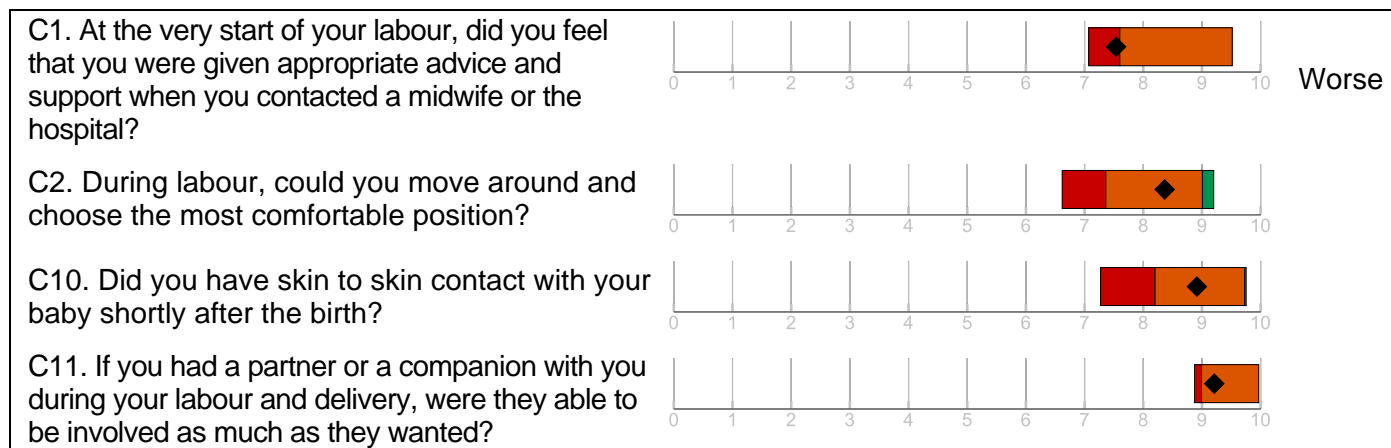 C1. At the very start of your labour, did you feel
that you were given appropriate advice and
support when you contacted a midwife or the
hospital?
0 1 2 3 4 5 6 7 8 9 10
Worse
C2. During labour, could you move around and
choose the most comfortable position?
0 1 2 3 4 5 6 7 8 9 10
C10. Did you have skin to skin contact with your
baby shortly after the birth?
0 1 2 3 4 5 6 7 8 9 10
C11. If you had a partner or a companion with you
during your labour and delivery, were they able to
be involved as much as they wanted?
0 1 2 3 4 5 6 7 8 9 10